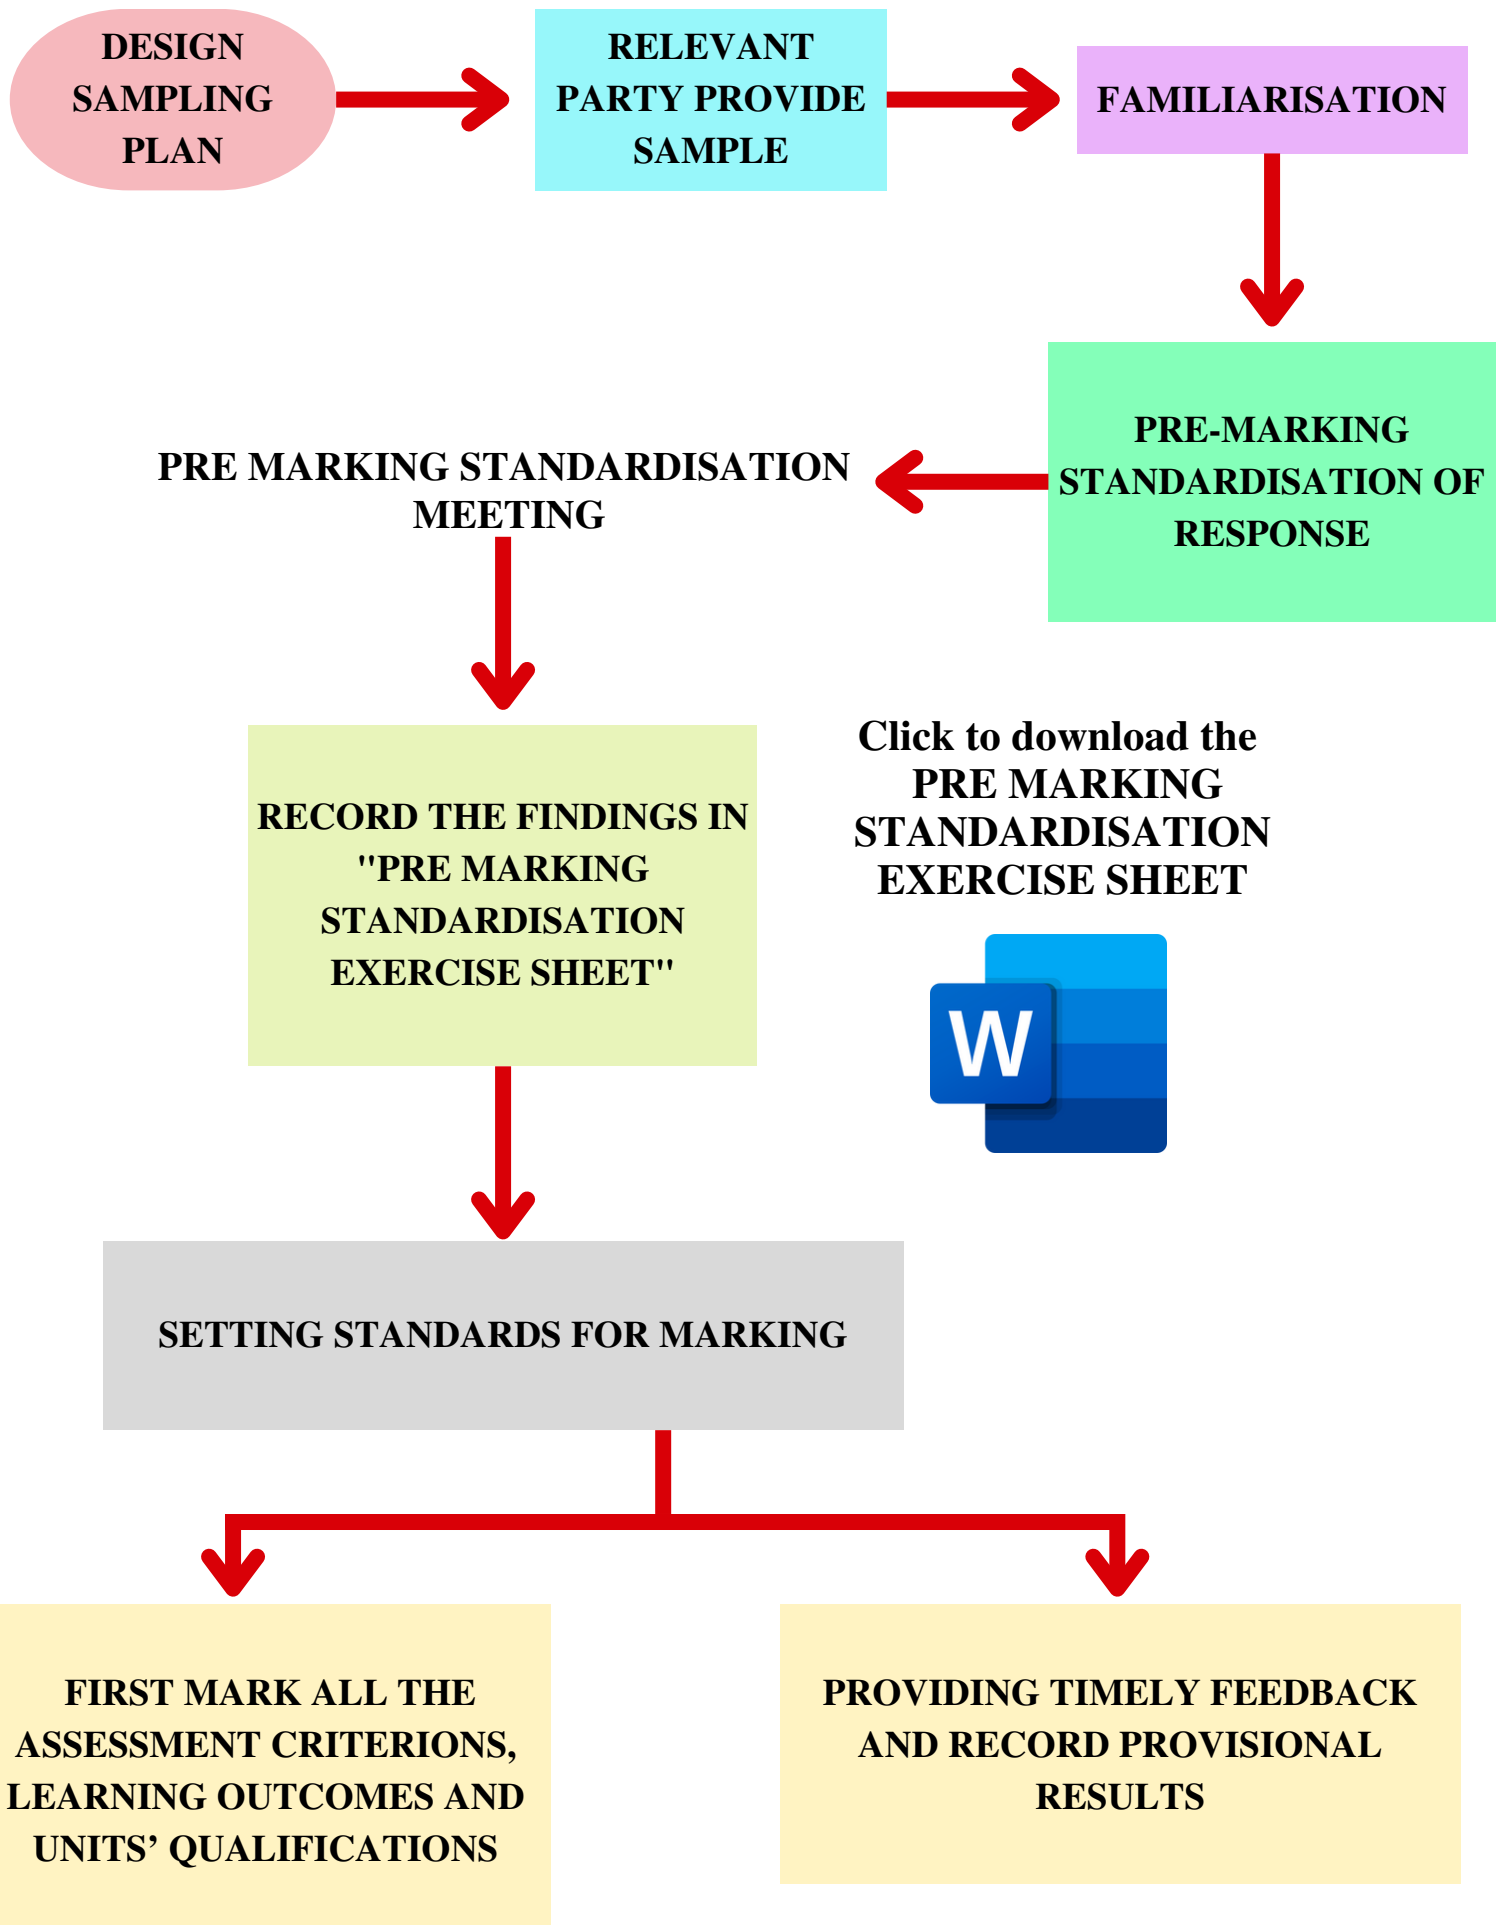 DESIGN
SAMPLING
PLAN
RELEVANT
PARTY PROVIDE
SAMPLE
FAMILIARISATION
PRE-MARKING
STANDARDISATION OF
RESPONSE
PRE MARKING STANDARDISATION
MEETING
RECORD THE FINDINGS IN
"PRE MARKING
STANDARDISATION
EXERCISE SHEET"
Click to download the
PRE MARKING
STANDARDISATION
EXERCISE SHEET
W
SETTING STANDARDS FOR MARKING
FIRST MARK ALL THE
ASSESSMENT CRITERIONS,
LEARNING OUTCOMES AND
UNITS’ QUALIFICATIONS
PROVIDING TIMELY FEEDBACK
AND RECORD PROVISIONAL
RESULTS